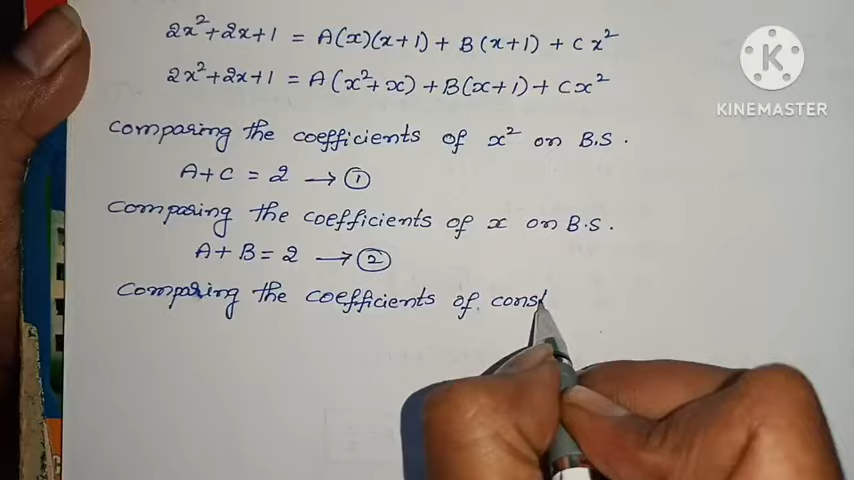 2x²+2x+1 = A(x)(x+1) + B(x+1) + Cx²
2x²+2x+1 = A(x²+x) + B(x+1) + Cx²
Comparing the coefficients of x² on B.S.
A+C = 2 → ①
Comparing the coefficients of x on B.S.
A+B = 2 → ②
Comparing the coefficients of const
K
KINEMASTER